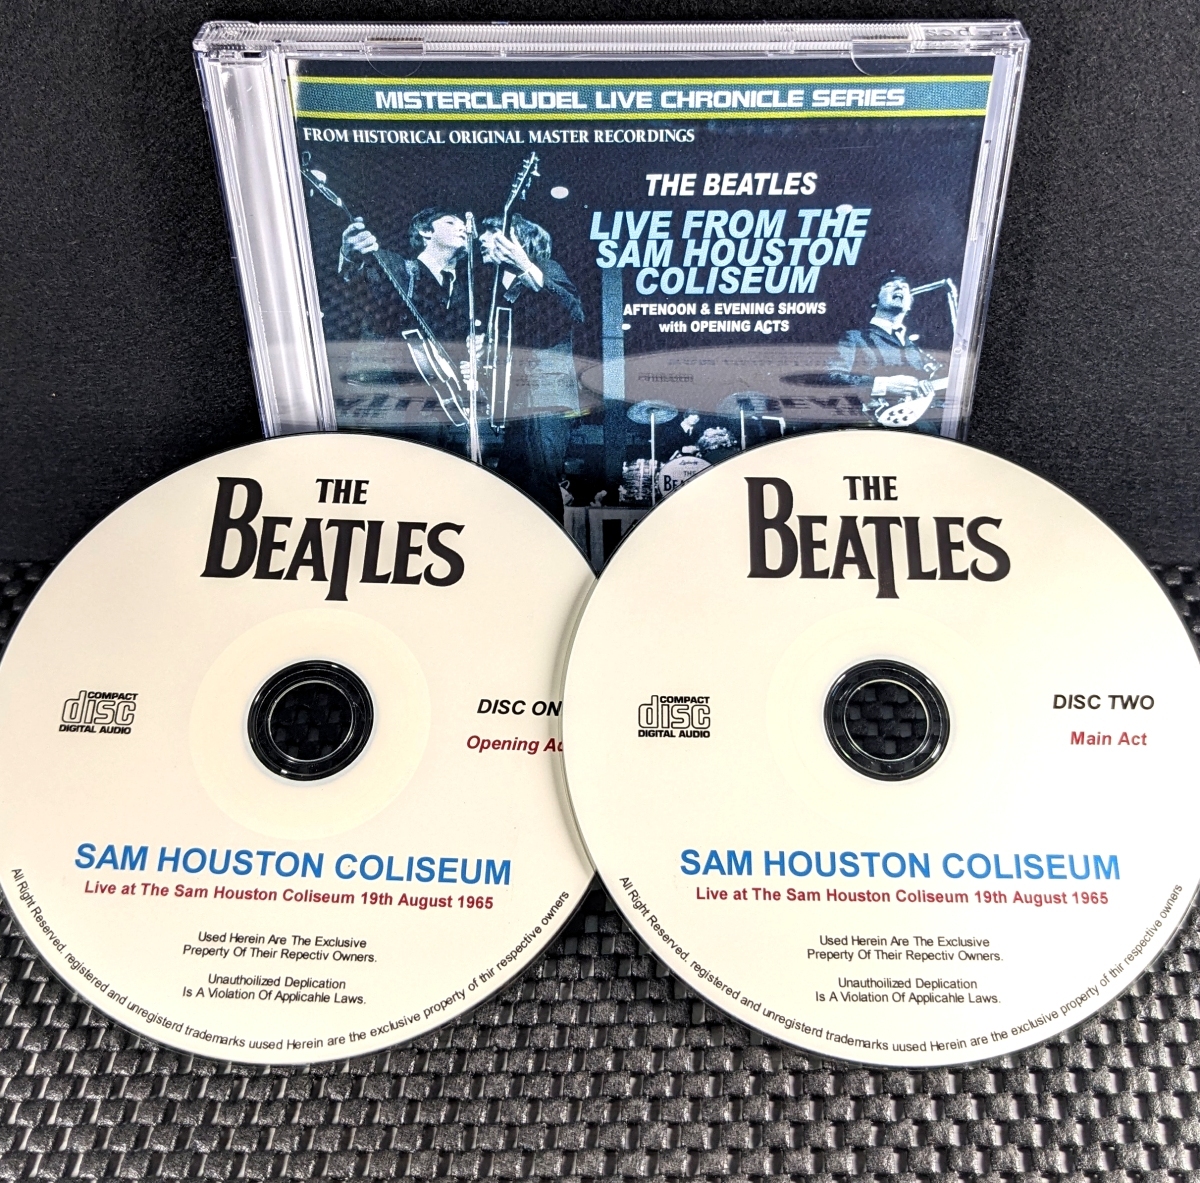 MISTERCLAUDEL LIVE CHRONICLE SERIES
FROM HISTORICAL ORIGINAL MASTER RECORDINGS
THE BEATLES
LIVE FROM THE
SAM HOUSTON
COLISEUM
AFTENOON & EVENING SHOWS
with OPENING ACTS
THE
BEATLES
COMPACT
disc
DIGITAL AUDIO
DISC ON
Opening
SAM HOUSTON COLISEUM
Live at The Sam Houston Coliseum 19th August 1965
Used Herein Are The Exclusive
Preperty Of Their Repectiv Owners.
Unauthoilized Deplication
Is A Violation Of Applicahle Laws.
All Right Reserved. registered and unregisterd trademarks uused Herein are the exclusive property of thir respective owners
THE
BEATLES
COMPACT
disc
DIGITAL AUDIO
DISC TWO
Main Act
SAM HOUSTON COLISEUM
Live at The Sam Houston Coliseum 19th August 1965
Used Herein Are The Exclusive
Preperty Of Their Repectiv Owners.
Unauthoilized Deplication
Is A Violation Of Applicahle Laws.
All Right Reserved. registered and unregisterd trademarks uused Herein are the exclusive property of thir respective owners